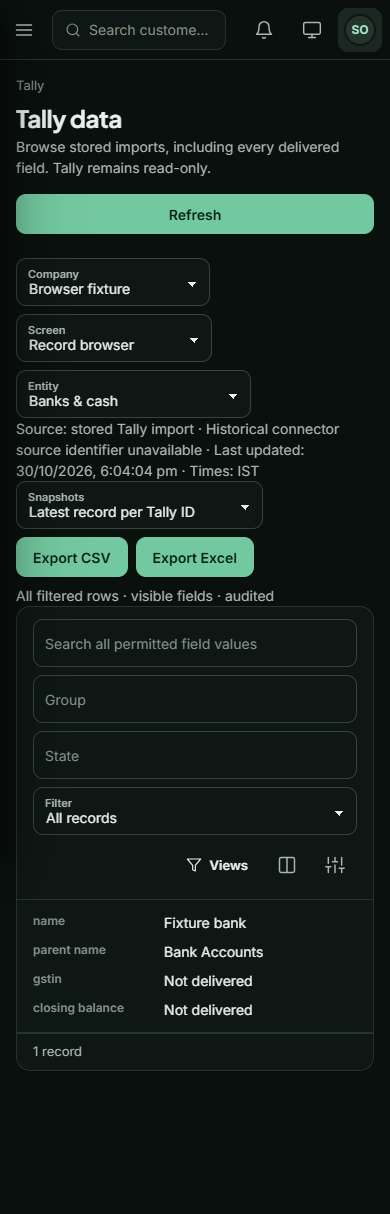 Search custome...
SO
Tally
Tally data
Browse stored imports, including every delivered
field. Tally remains read-only.
Refresh
Company
Browser fixture
Screen
Record browser
Entity
Banks & cash
Source: stored Tally import · Historical connector
source identifier unavailable · Last updated:
30/10/2026, 6:04:04 pm · Times: IST
Snapshots
Latest record per Tally ID
Export CSV
Export Excel
All filtered rows · visible fields · audited
Search all permitted field values
Group
State
Filter
All records
Views
name Fixture bank
parent name Bank Accounts
gstin Not delivered
closing balance Not delivered
1 record